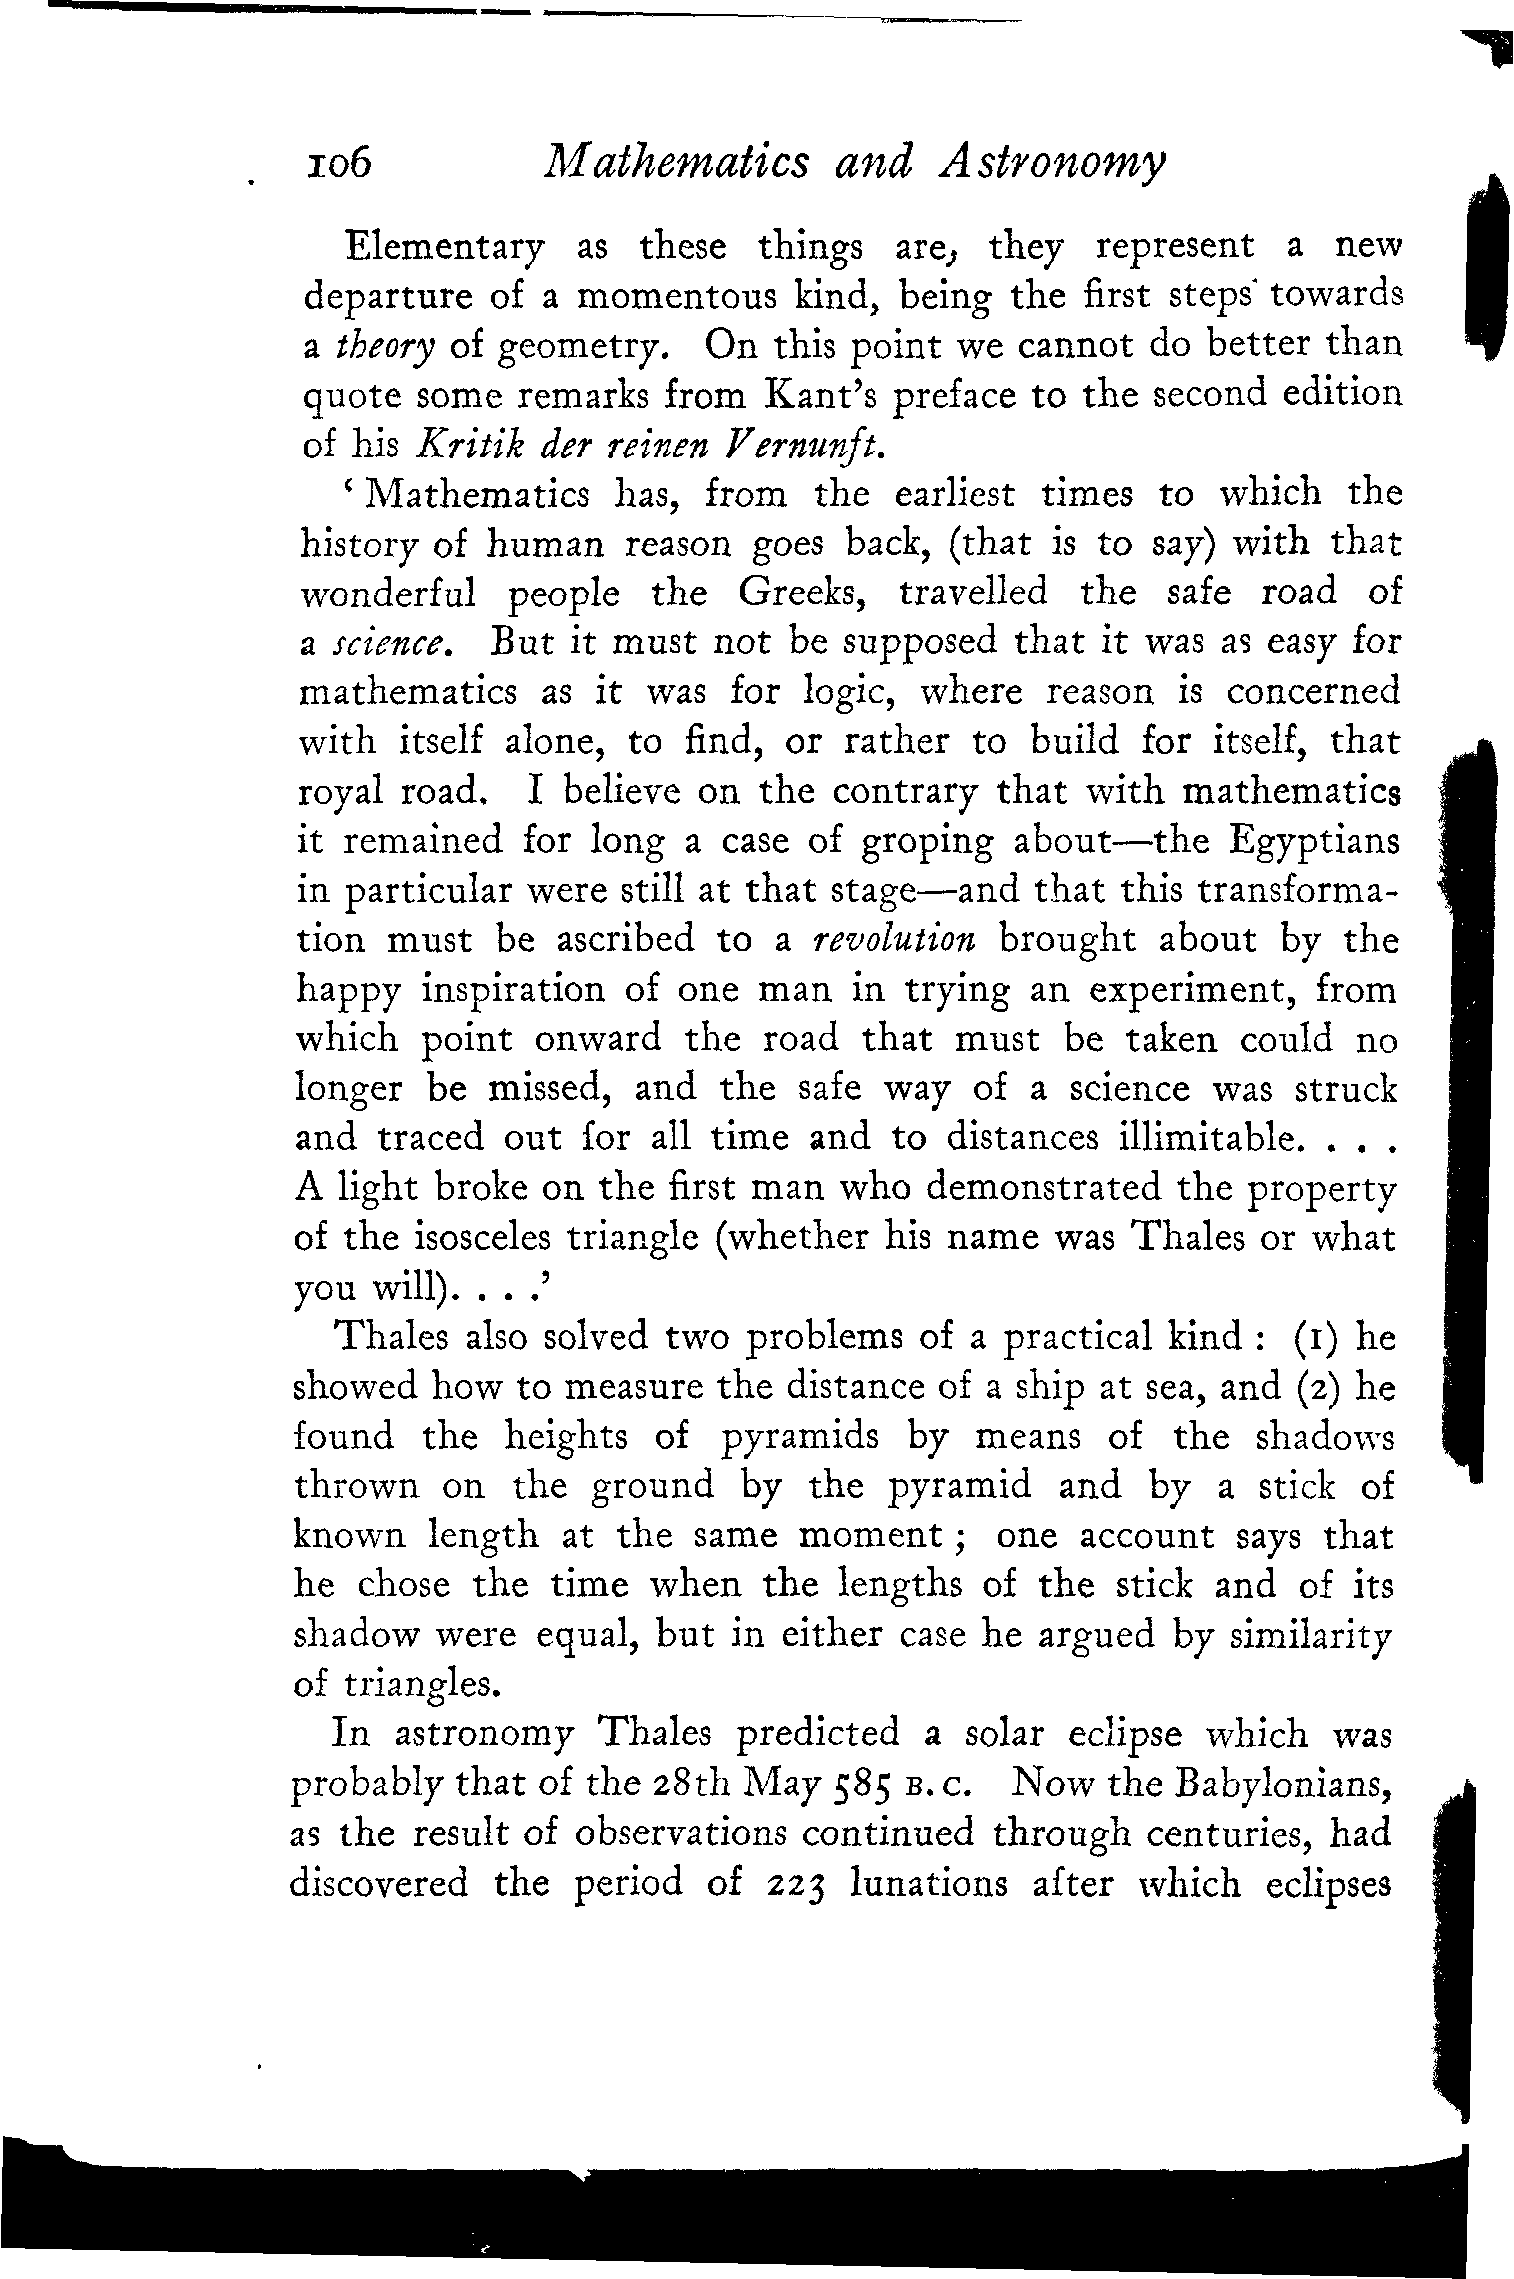 106 Mathematics and Astronomy
Elementary as these things are, they represent a new
departure of a momentous kind, being the first steps towards
a theory of geometry. On this point we cannot do better than
quote some remarks from Kant's preface to the second edition
of his Kritik der reinen Vernunft.
‘Mathematics has, from the earliest times to which the
history of human reason goes back, (that is to say) with that
wonderful people the Greeks, travelled the safe road of
a science. But it must not be supposed that it was as easy for
mathematics as it was for logic, where reason is concerned
with itself alone, to find, or rather to build for itself, that
royal road. I believe on the contrary that with mathematics
it remained for long a case of groping about—the Egyptians
in particular were still at that stage—and that this transforma-
tion must be ascribed to a revolution brought about by the
happy inspiration of one man in trying an experiment, from
which point onward the road that must be taken could no
longer be missed, and the safe way of a science was struck
and traced out for all time and to distances illimitable. . . .
A light broke on the first man who demonstrated the property
of the isosceles triangle (whether his name was Thales or what
you will). . . .’
Thales also solved two problems of a practical kind : (1) he
showed how to measure the distance of a ship at sea, and (2) he
found the heights of pyramids by means of the shadows
thrown on the ground by the pyramid and by a stick of
known length at the same moment ; one account says that
he chose the time when the lengths of the stick and of its
shadow were equal, but in either case he argued by similarity
of triangles.
In astronomy Thales predicted a solar eclipse which was
probably that of the 28th May 585 B.C. Now the Babylonians,
as the result of observations continued through centuries, had
discovered the period of 223 lunations after which eclipses